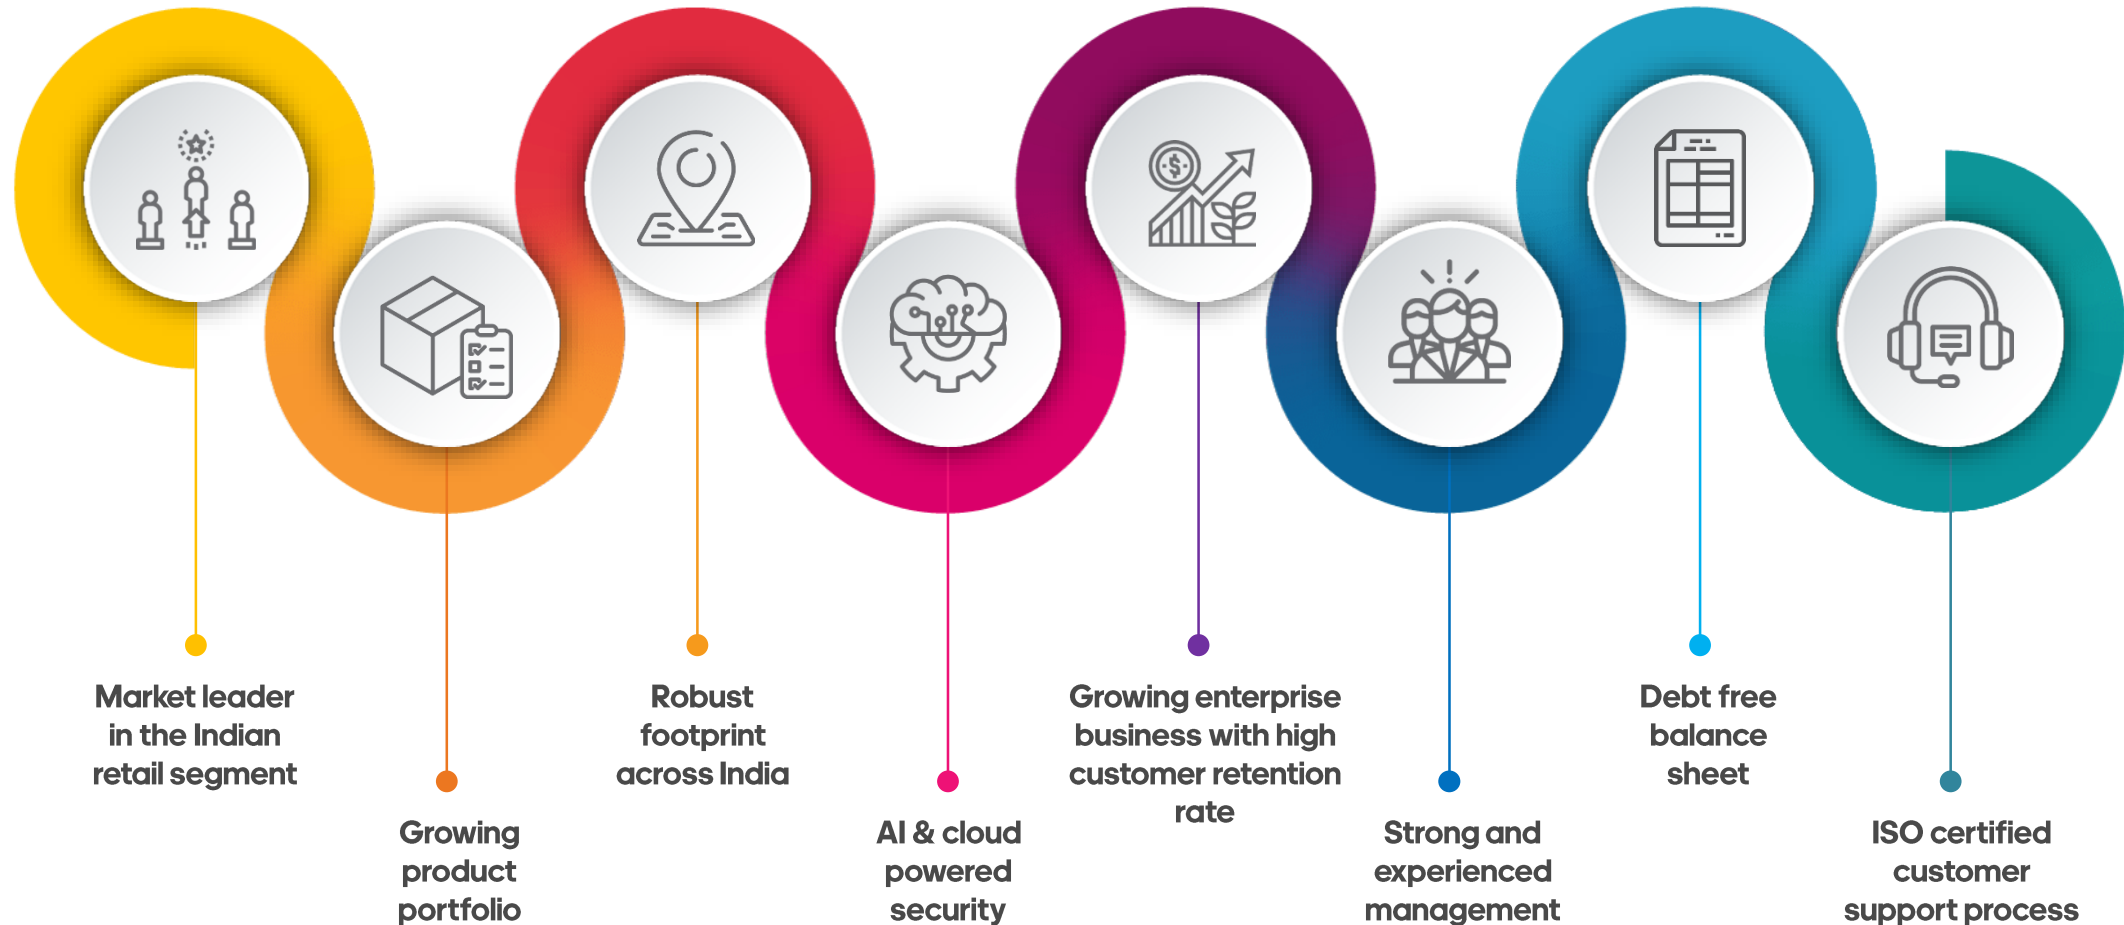 Market leader
in the Indian
retail segment
Growing
product
portfolio
Robust
footprint
across India
AI & cloud
powered
security
Growing enterprise
business with high
customer retention
rate
Strong and
experienced
management
Debt free
balance
sheet
ISO certified
customer
support process